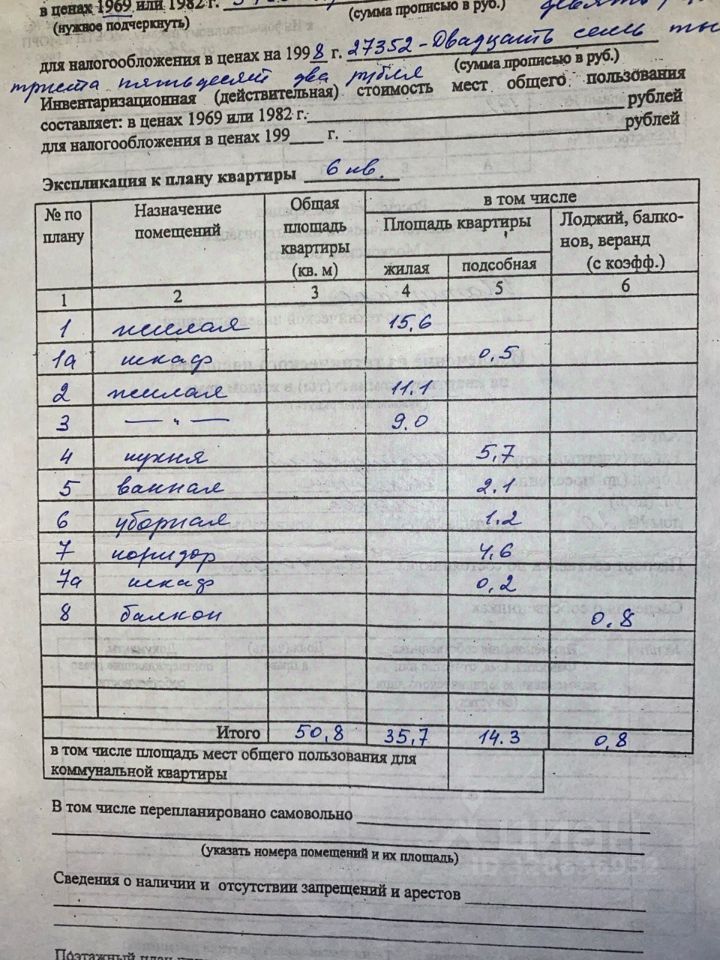 в ценах 1969 или 1982 г.
(нужное подчеркнуть) (сумма прописью в руб.)
для налогообложения в ценах на 1998 г. 27352 - Двадцать семь ты
триста пятьдесят два рубля (сумма прописью в руб.)
Инвентаризационная (действительная) стоимость мест общего пользования
составляет: в ценах 1969 или 1982 г. рублей
для налогообложения в ценах 199 г. рублей
Экспликация к плану квартиры 6 кв.
№ по плану Назначение помещений Общая площадь квартиры (кв. м) в том числе
Площадь квартиры Лоджий, балконов, веранд (с коэфф.)
жилая подсобная
1 2 3 4 5 6
1 жилая 15,6
1а шкаф 0,5
2 жилая 11.1
3 — " — 9.0
4 кухня 5,7
5 ванная 2.1
6 уборная 1.2
7 коридор 4,6
7а шкаф 0,2
8 балкон 0,8
Итого 50,8 35,7 14.3 0,8
в том числе площадь мест общего пользования для
коммунальной квартиры
В том числе перепланировано самовольно
(указать номера помещений и их площадь)
Сведения о наличии и отсутствии запрещений и арестов
Поэтажный план